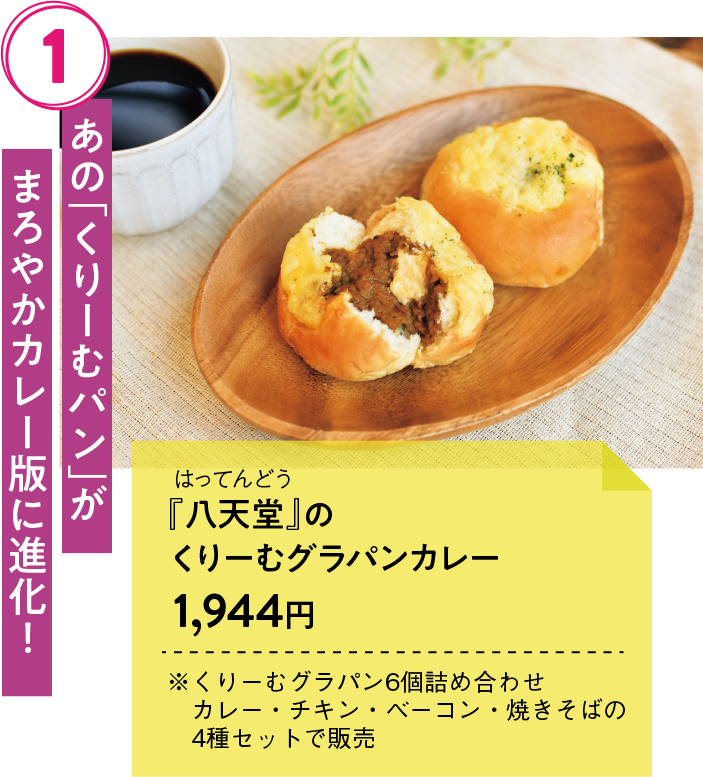 1
あの「くりーむパン」が
まろやかカレー版に進化！
はってんどう
『八天堂』の
くりーむグラパンカレー
1,944円
※くりーむグラパン6個詰め合わせ
カレー・チキン・ベーコン・焼きそばの
4種セットで販売